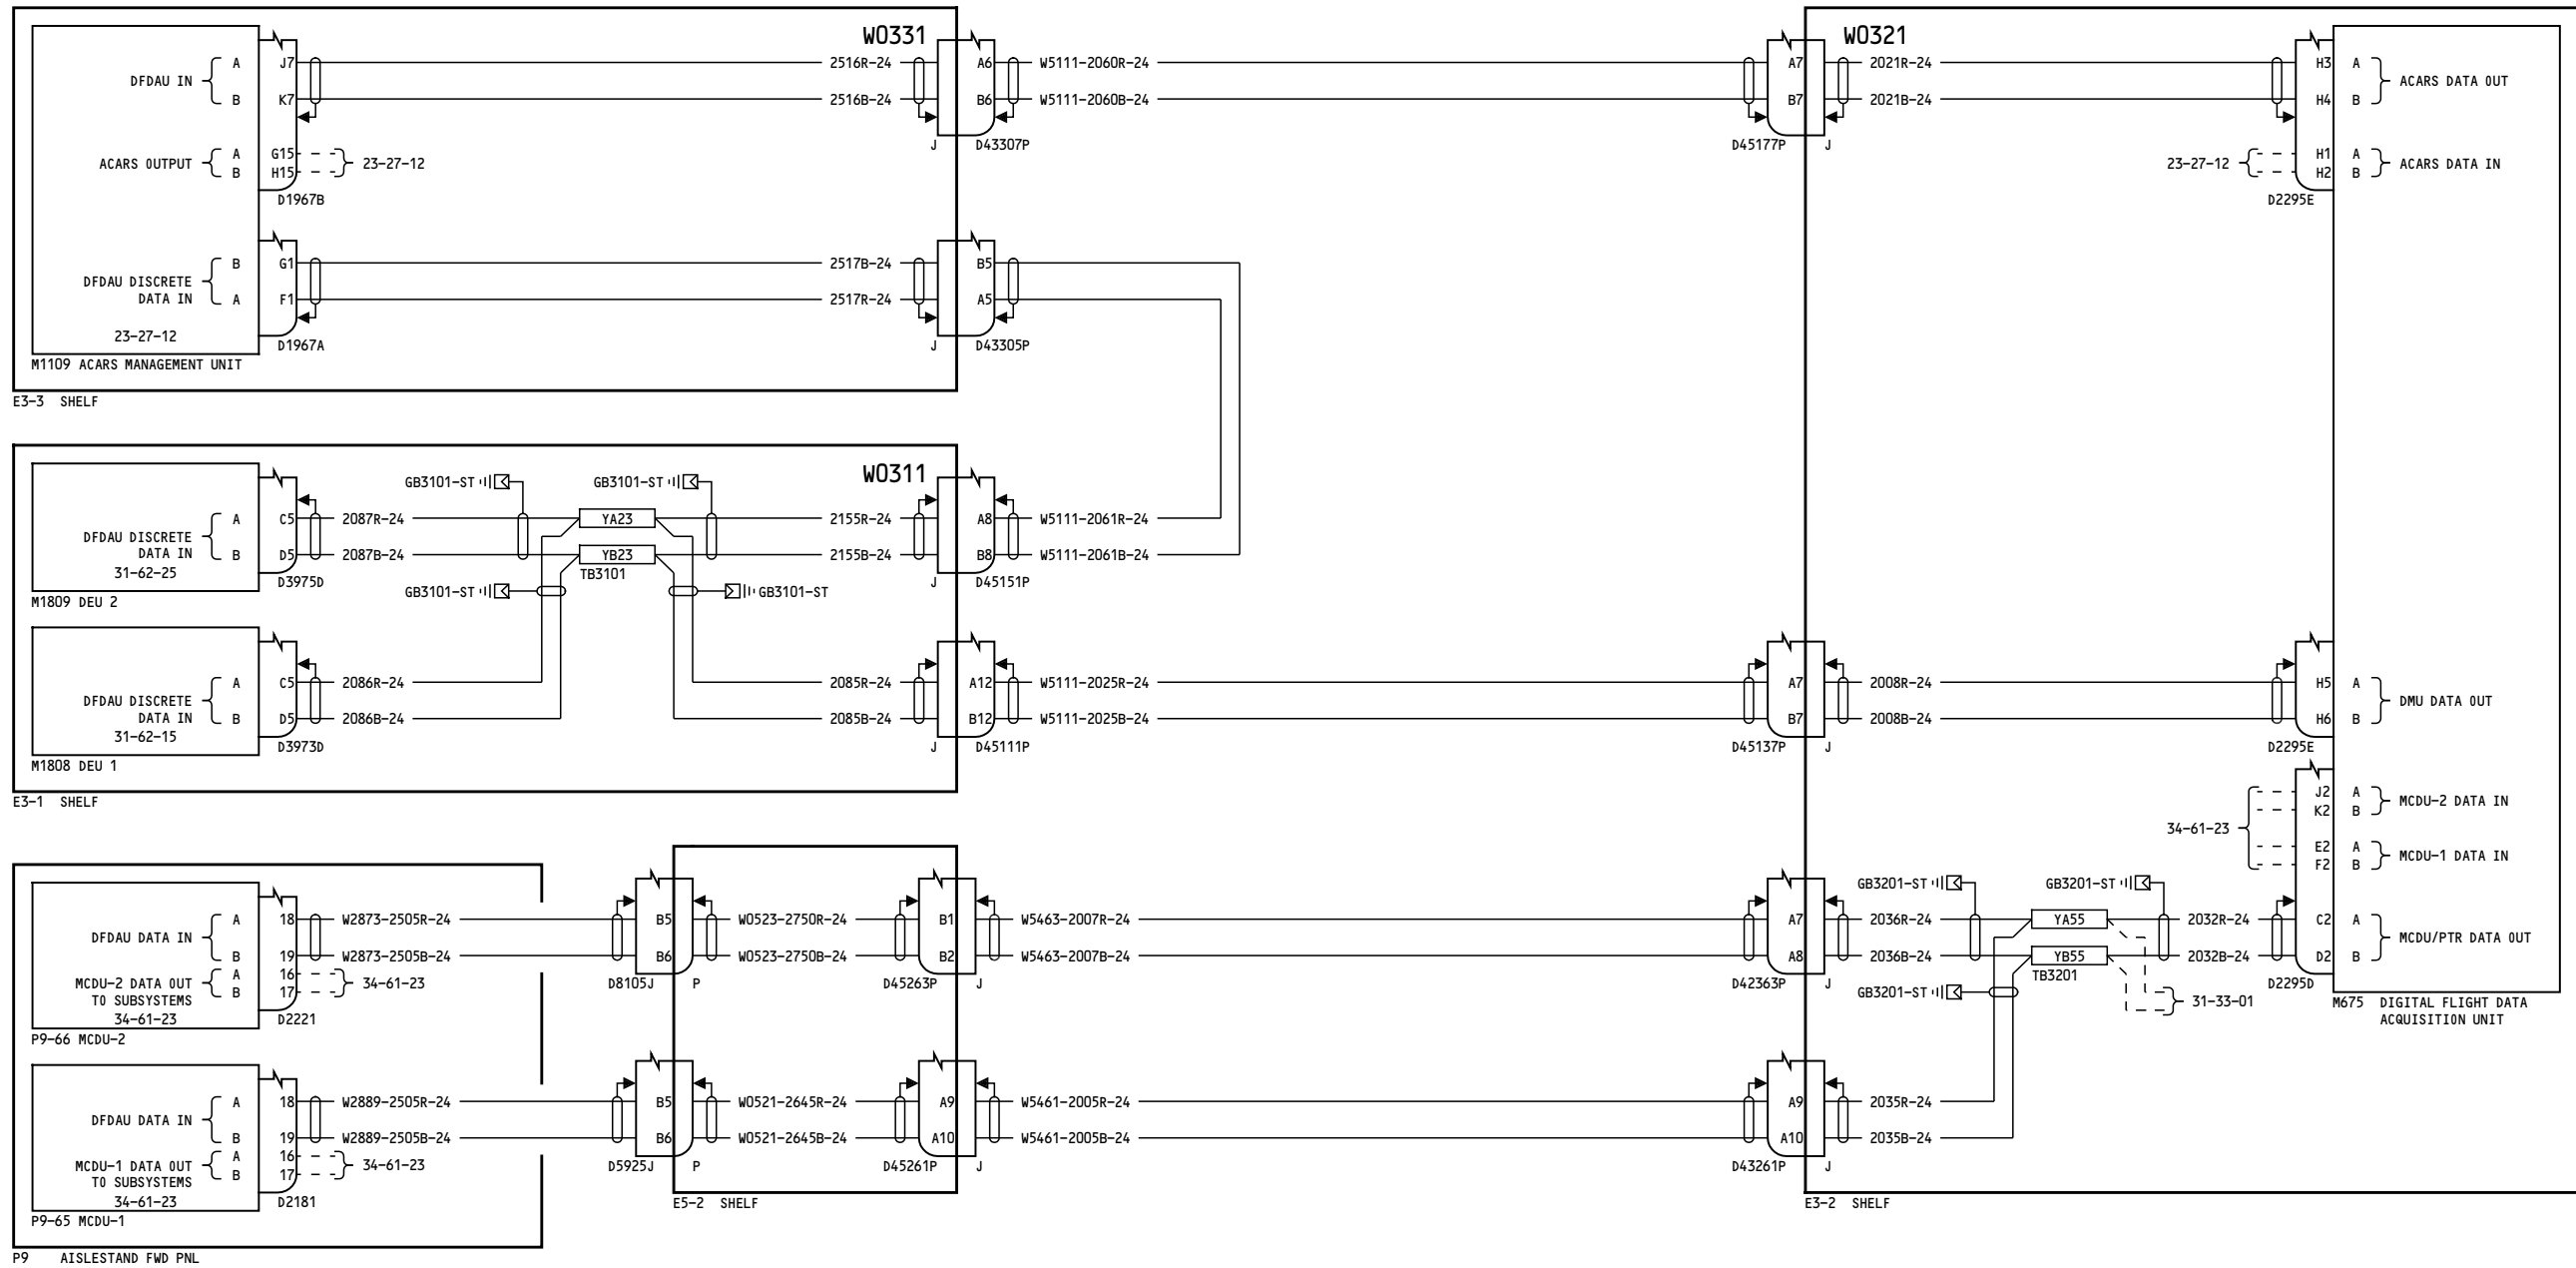 W0331
W0321
DFDAU IN
A
J7
2516R-24
A6
W5111-2060R-24
A7
2021R-24
H3
A
ACARS DATA OUT
B
K7
2516B-24
B6
W5111-2060B-24
B7
2021B-24
H4
B
J
D43307P
D45177P
J
ACARS OUTPUT
A
B
G15
H15
23-27-12
D1967B
23-27-12
H1
H2
A
B
ACARS DATA IN
D2295E
DFDAU DISCRETE
DATA IN
B
G1
2517B-24
B5
A
F1
2517R-24
A5
23-27-12
D1967A
J
D43305P
M1109 ACARS MANAGEMENT UNIT
E3-3 SHELF
W0311
GB3101-ST
GB3101-ST
DFDAU DISCRETE
DATA IN
31-62-25
A
C5
2087R-24
YA23
2155R-24
A8
W5111-2061R-24
B
D5
2087B-24
YB23
2155B-24
B8
W5111-2061B-24
D3975D
TB3101
J
D45151P
GB3101-ST
GB3101-ST
M1809 DEU 2
DFDAU DISCRETE
DATA IN
31-62-15
A
C5
2086R-24
2085R-24
A12
W5111-2025R-24
A7
2008R-24
H5
A
DMU DATA OUT
B
D5
2086B-24
2085B-24
B12
W5111-2025B-24
B7
2008B-24
H6
B
D3973D
J
D45111P
D45137P
J
D2295E
M1808 DEU 1
E3-1 SHELF
34-61-23
J2
K2
A
B
MCDU-2 DATA IN
E2
F2
A
B
MCDU-1 DATA IN
GB3201-ST
GB3201-ST
DFDAU DATA IN
A
18
W2873-2505R-24
B5
W0523-2750R-24
B1
W5463-2007R-24
A7
2036R-24
YA55
2032R-24
C2
A
MCDU/PTR DATA OUT
B
19
W2873-2505B-24
B6
W0523-2750B-24
B2
W5463-2007B-24
A8
2036B-24
YB55
2032B-24
D2
B
MCDU-2 DATA OUT
TO SUBSYSTEMS
34-61-23
A
B
16
17
34-61-23
D2221
D8105J
P
D45263P
J
D42363P
J
TB3201
D2295D
GB3201-ST
31-33-01
M675 DIGITAL FLIGHT DATA
ACQUISITION UNIT
P9-66 MCDU-2
DFDAU DATA IN
A
18
W2889-2505R-24
B5
W0521-2645R-24
A9
W5461-2005R-24
A9
2035R-24
B
19
W2889-2505B-24
B6
W0521-2645B-24
A10
W5461-2005B-24
A10
2035B-24
MCDU-1 DATA OUT
TO SUBSYSTEMS
34-61-23
A
B
16
17
34-61-23
D2181
D5925J
P
D45261P
J
D43261P
J
P9-65 MCDU-1
E5-2 SHELF
E3-2 SHELF
P9 AISLESTAND FWD PNL